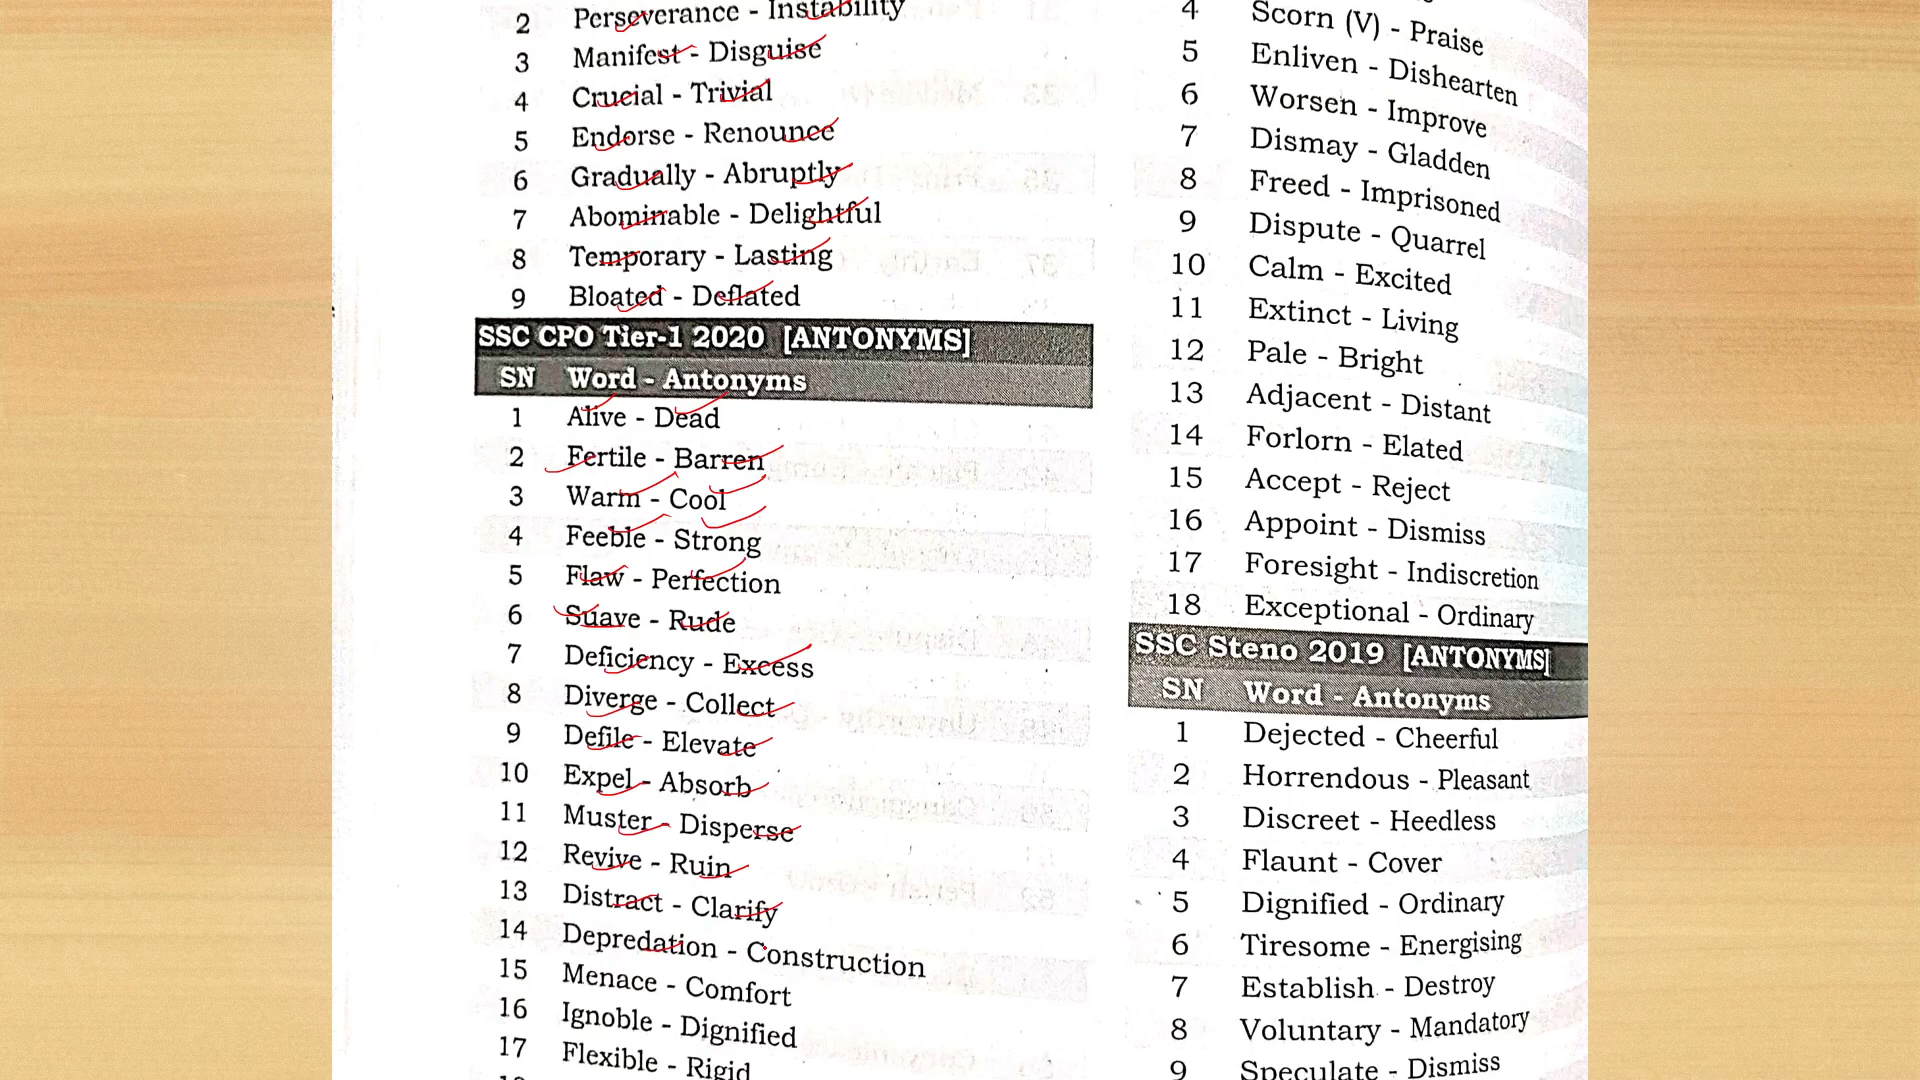 2 Perseverance - Instability
3 Manifest - Disguise
4 Crucial - Trivial
5 Endorse - Renounce
6 Gradually - Abruptly
7 Abominable - Delightful
8 Temporary - Lasting
9 Bloated - Deflated
SSC CPO Tier-1 2020 [ANTONYMS]
SN Word - Antonyms
1 Alive - Dead
2 Fertile - Barren
3 Warm - Cool
4 Feeble - Strong
5 Flaw - Perfection
6 Suave - Rude
7 Deficiency - Excess
8 Diverge - Collect
9 Defile - Elevate
10 Expel - Absorb
11 Muster - Disperse
12 Revive - Ruin
13 Distract - Clarify
14 Depredation - Construction
15 Menace - Comfort
16 Ignoble - Dignified
17 Flexible - Rigid
4 Scorn (V) - Praise
5 Enliven - Dishearten
6 Worsen - Improve
7 Dismay - Gladden
8 Freed - Imprisoned
9 Dispute - Quarrel
10 Calm - Excited
11 Extinct - Living
12 Pale - Bright
13 Adjacent - Distant
14 Forlorn - Elated
15 Accept - Reject
16 Appoint - Dismiss
17 Foresight - Indiscretion
18 Exceptional - Ordinary
SSC Steno 2019 [ANTONYMS]
SN Word - Antonyms
1 Dejected - Cheerful
2 Horrendous - Pleasant
3 Discreet - Heedless
4 Flaunt - Cover
5 Dignified - Ordinary
6 Tiresome - Energising
7 Establish - Destroy
8 Voluntary - Mandatory
9 Speculate - Dismiss